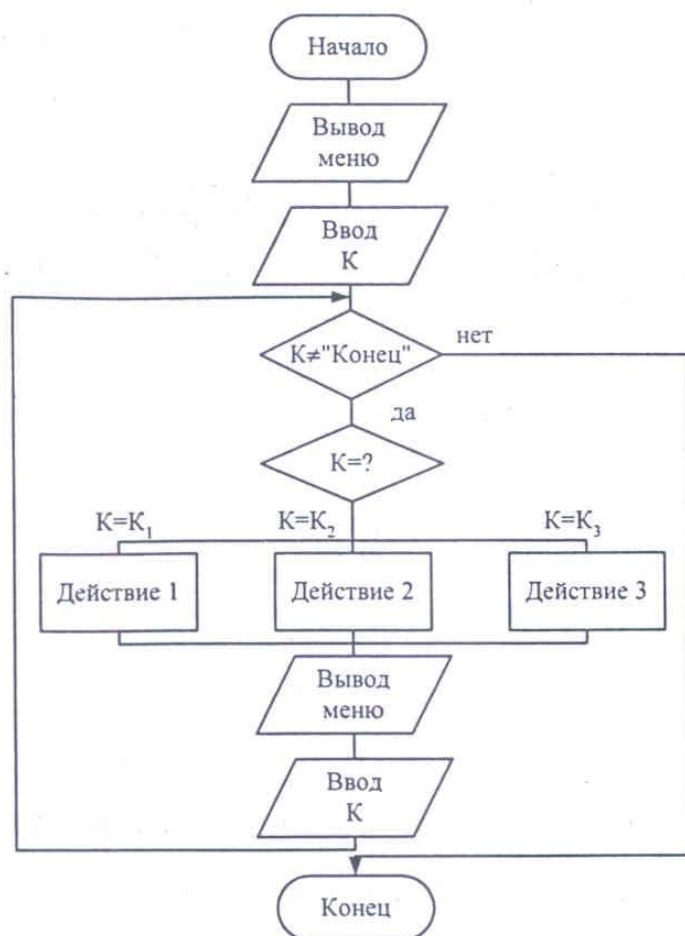 Начало
Вывод
меню
Ввод
К
К≠"Конец"
нет
да
К=?
К=К₁
К=К₂
К=К₃
Действие 1
Действие 2
Действие 3
Вывод
меню
Ввод
К
Конец